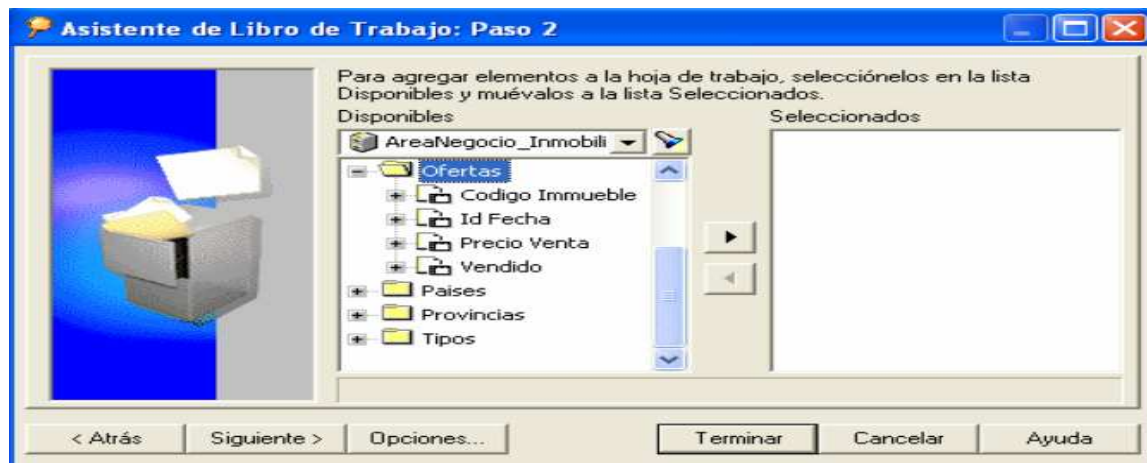 Asistente de Libro de Trabajo: Paso 2
Para agregar elementos a la hoja de trabajo, selecciónelos en la lista
Disponibles y muévalos a la lista Seleccionados.
Disponibles
Seleccionados
AreaNegocio_Inmobili
Ofertas
Codigo Immueble
Id Fecha
Precio Venta
Vendido
Paises
Provincias
Tipos
< Atrás
Siguiente >
Opciones...
Terminar
Cancelar
Ayuda